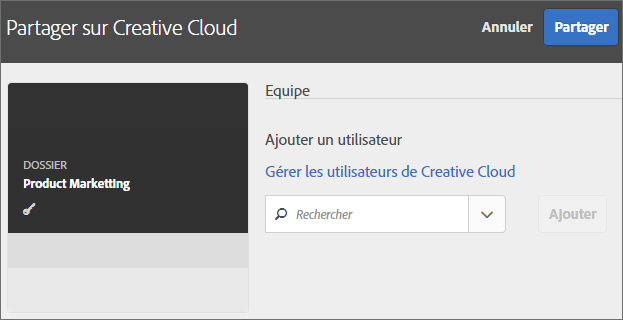 Partager sur Creative Cloud
Annuler
Partager
DOSSIER
Product Marketting
Equipe
Ajouter un utilisateur
Gérer les utilisateurs de Creative Cloud
Rechercher
Ajouter